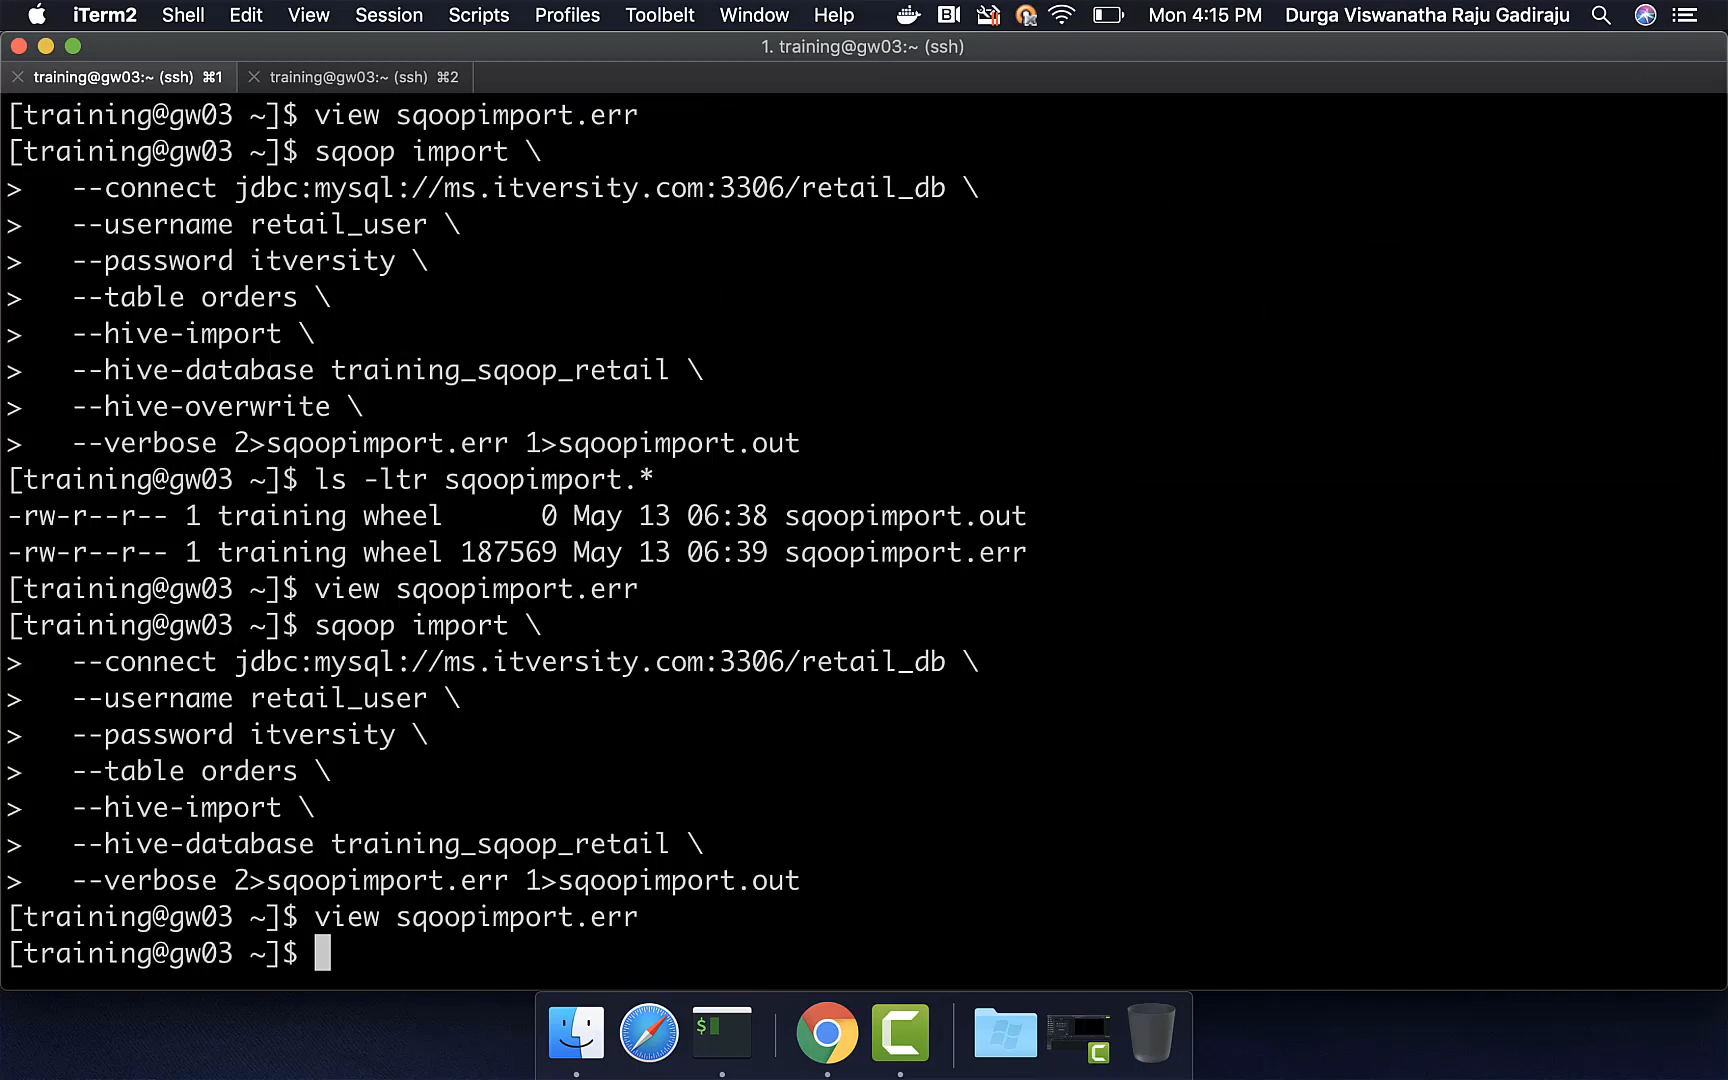 iTerm2 Shell Edit View Session Scripts Profiles Toolbelt Window Help Mon 4:15 PM Durga Viswanatha Raju Gadiraju
1. training@gw03:~ (ssh)
training@gw03:~ (ssh) ⌘1 training@gw03:~ (ssh) ⌘2
[training@gw03 ~]$ view sqoopimport.err
[training@gw03 ~]$ sqoop import \
>   --connect jdbc:mysql://ms.itversity.com:3306/retail_db \
>   --username retail_user \
>   --password itversity \
>   --table orders \
>   --hive-import \
>   --hive-database training_sqoop_retail \
>   --hive-overwrite \
>   --verbose 2>sqoopimport.err 1>sqoopimport.out
[training@gw03 ~]$ ls -ltr sqoopimport.*
-rw-r--r-- 1 training wheel      0 May 13 06:38 sqoopimport.out
-rw-r--r-- 1 training wheel 187569 May 13 06:39 sqoopimport.err
[training@gw03 ~]$ view sqoopimport.err
[training@gw03 ~]$ sqoop import \
>   --connect jdbc:mysql://ms.itversity.com:3306/retail_db \
>   --username retail_user \
>   --password itversity \
>   --table orders \
>   --hive-import \
>   --hive-database training_sqoop_retail \
>   --verbose 2>sqoopimport.err 1>sqoopimport.out
[training@gw03 ~]$ view sqoopimport.err
[training@gw03 ~]$
$